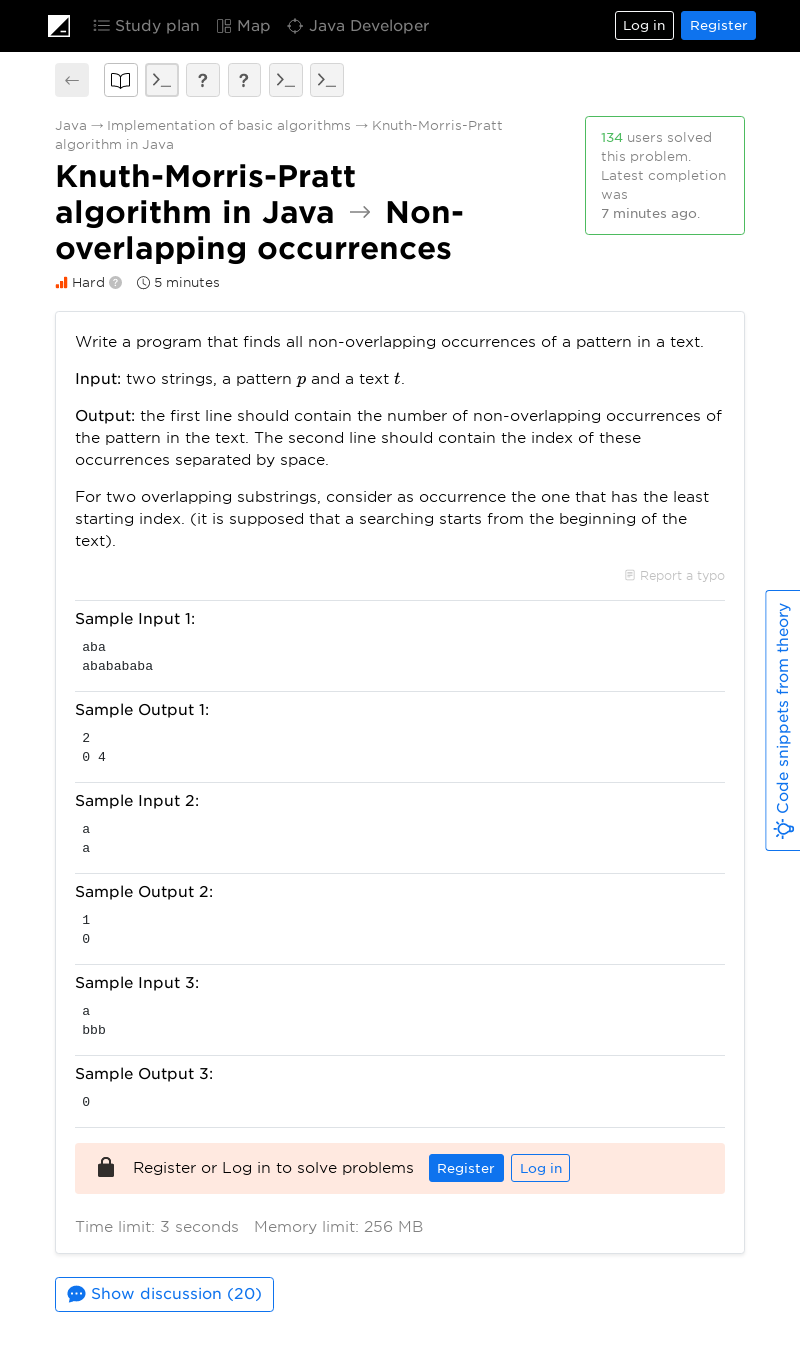 Study plan Map Java Developer Log in Register
← ? ? >_ >_ >_
Java → Implementation of basic algorithms → Knuth-Morris-Pratt
algorithm in Java
134 users solved
this problem.
Latest completion
was
7 minutes ago.
Knuth-Morris-Pratt
algorithm in Java → Non-
overlapping occurrences
Hard ? 5 minutes
Write a program that finds all non-overlapping occurrences of a pattern in a text.
Input: two strings, a pattern p and a text t.
Output: the first line should contain the number of non-overlapping occurrences of
the pattern in the text. The second line should contain the index of these
occurrences separated by space.
For two overlapping substrings, consider as occurrence the one that has the least
starting index. (it is supposed that a searching starts from the beginning of the
text).
Report a typo
Sample Input 1:
aba
ababababa
Sample Output 1:
2
0 4
Sample Input 2:
a
a
Sample Output 2:
1
0
Sample Input 3:
a
bbb
Sample Output 3:
0
Register or Log in to solve problems Register Log in
Time limit: 3 seconds Memory limit: 256 MB
Show discussion (20)
Code snippets from theory